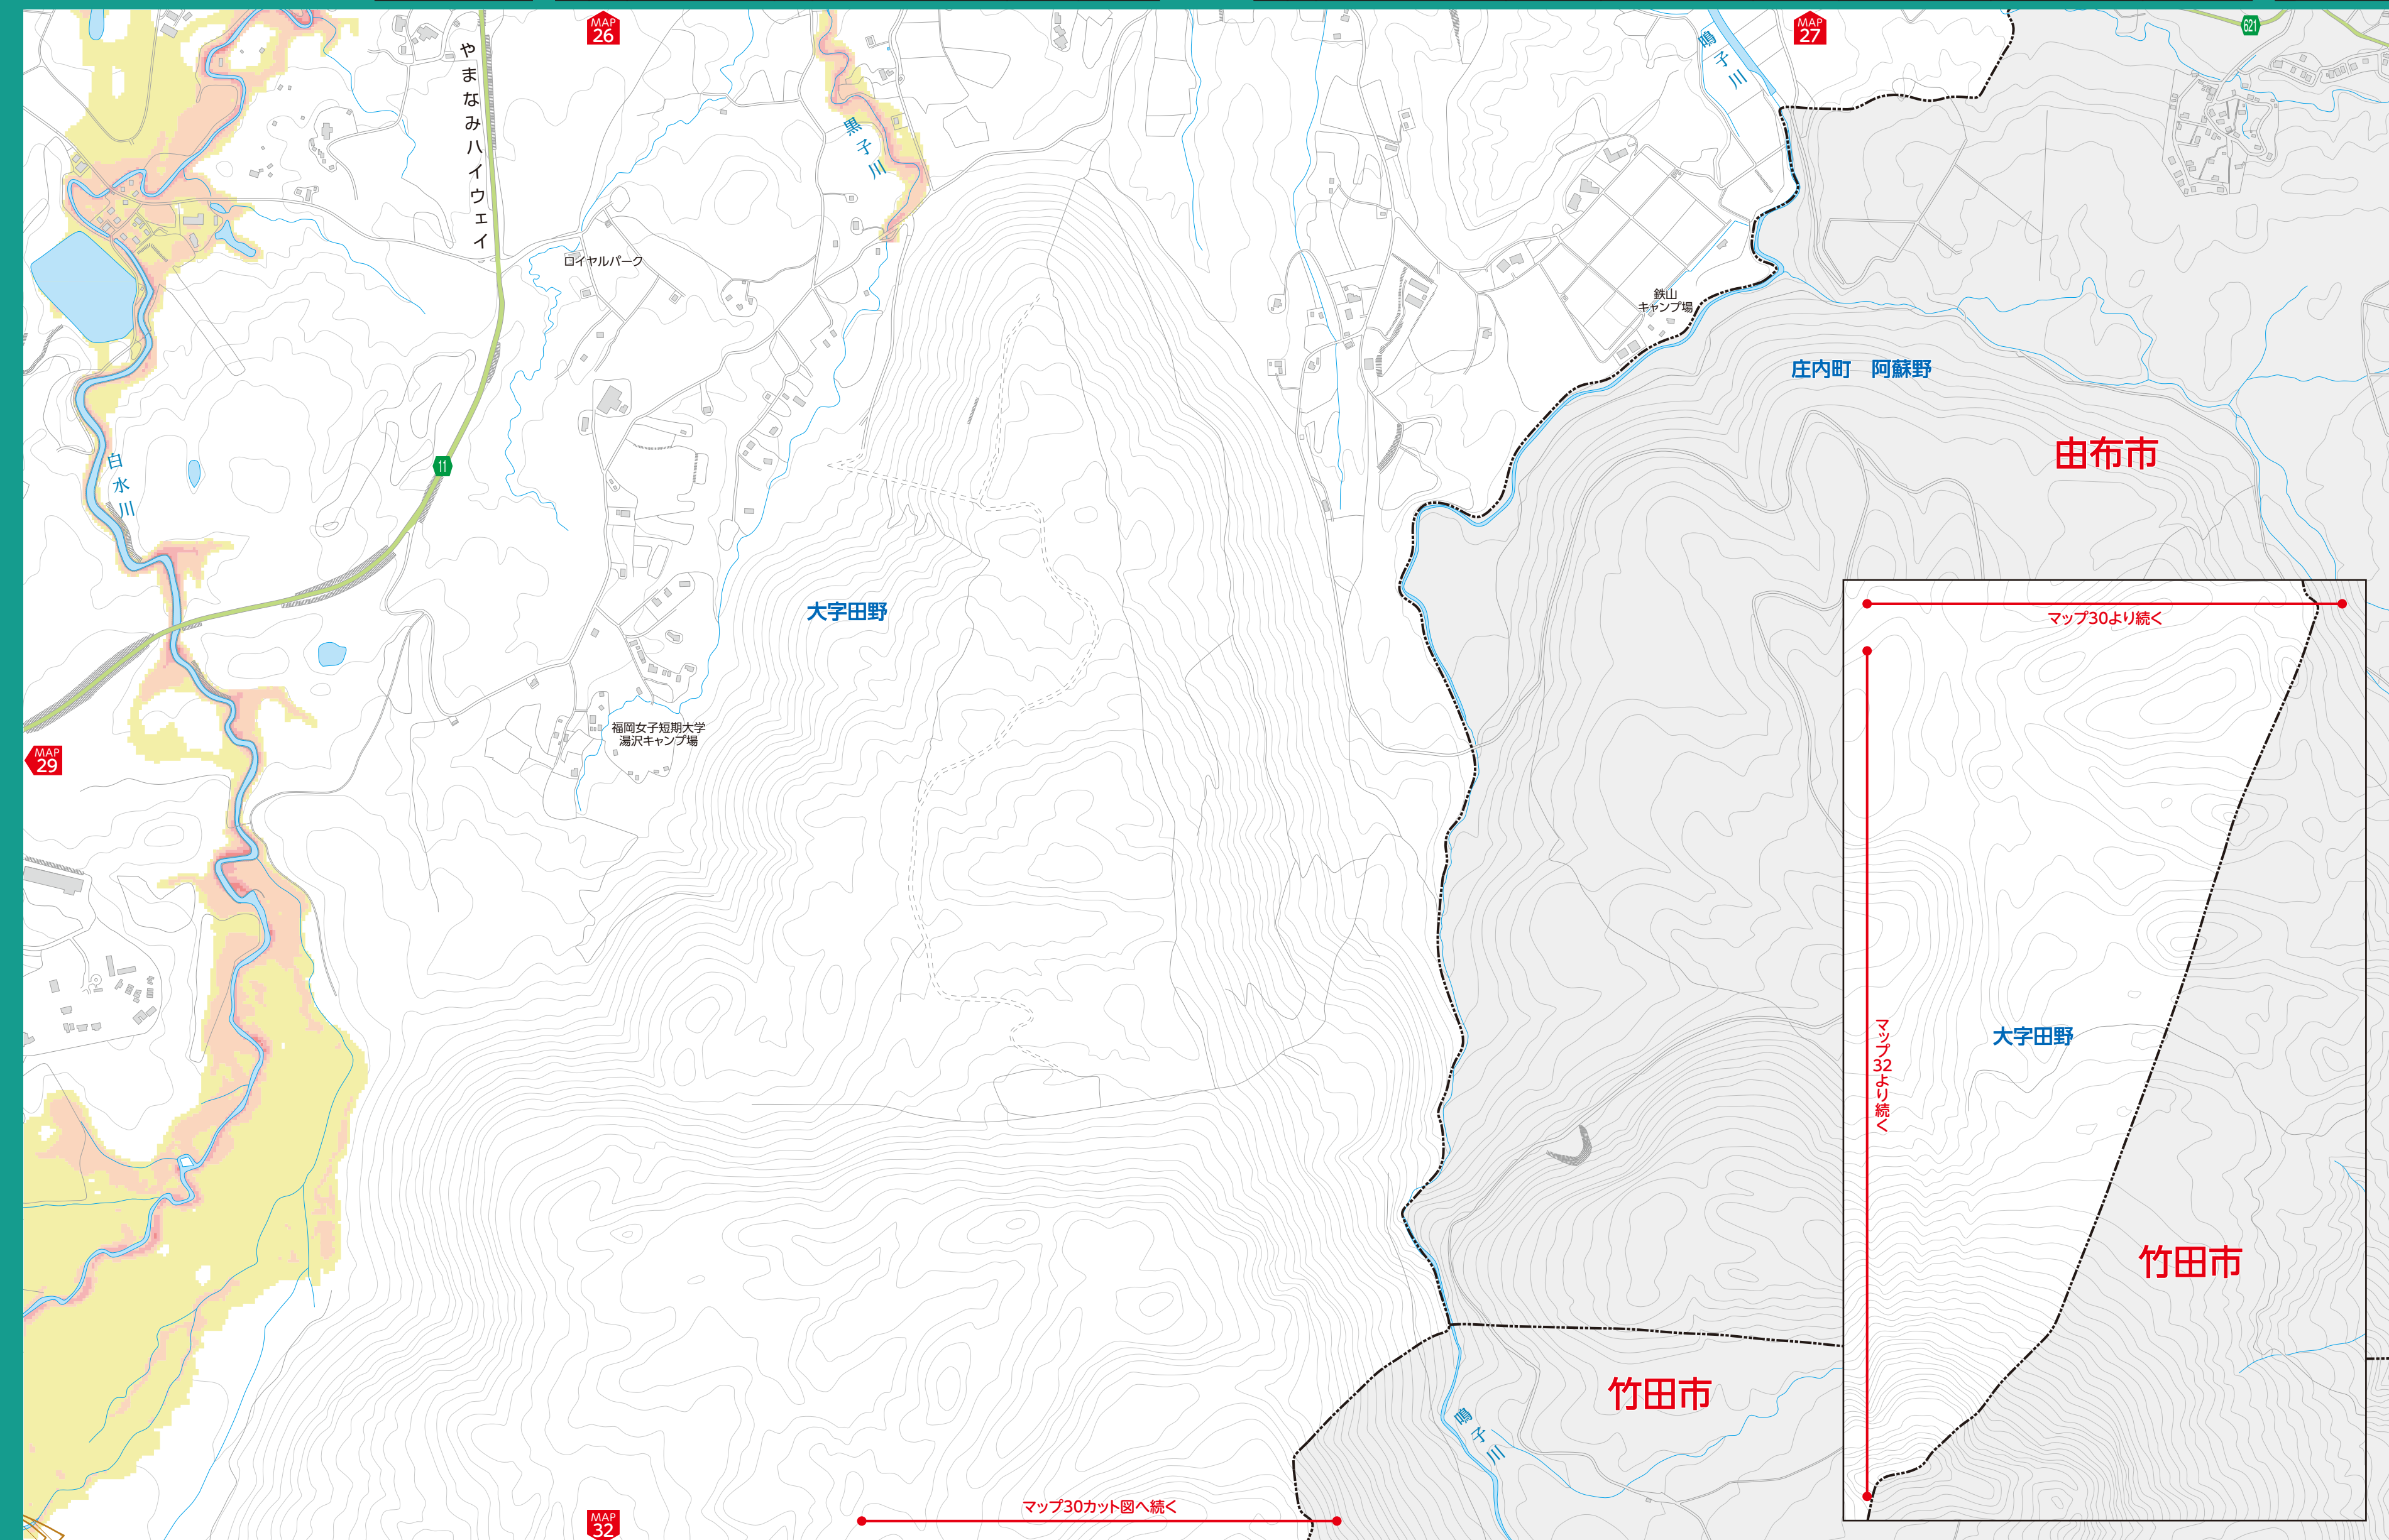 MAP
26
MAP
27
621
やまなみハイウェイ
鳴子川
黒子川
ロイヤルパーク
鉄山
キャンプ場
庄内町　阿蘇野
由布市
11
白水川
大字田野
マップ30より続く
福岡女子短期大学
湯沢キャンプ場
MAP
29
マップ32より続く
大字田野
竹田市
竹田市
鳴子川
マップ30カット図へ続く
MAP
32